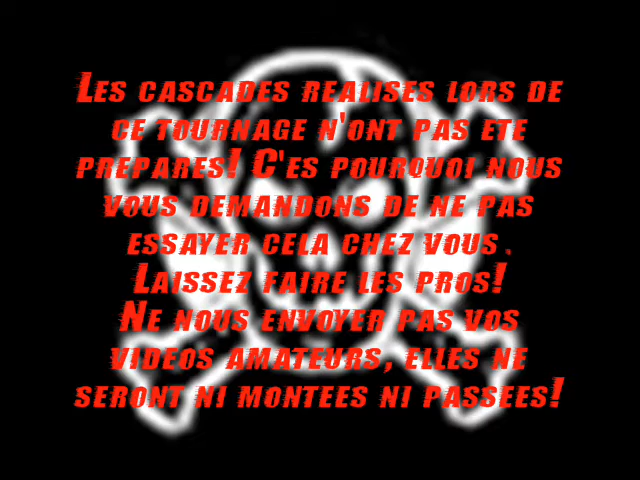 Les cascades realises lors de
ce tournage n'ont pas ete
prepares! C'es pourquoi nous
vous demandons de ne pas
essayer cela chez vous.
Laissez faire les pros!
Ne nous envoyer pas vos
videos amateurs, elles ne
seront ni montees ni passees!